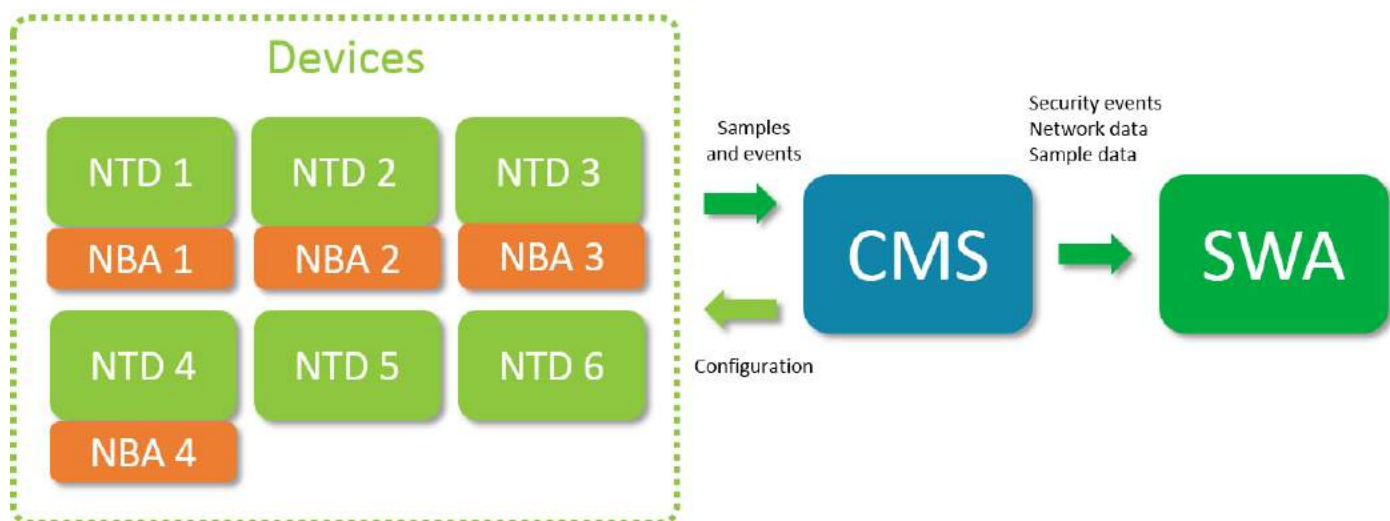 Devices
NTD 1
NTD 2
NTD 3
NBA 1
NBA 2
NBA 3
NTD 4
NTD 5
NTD 6
NBA 4
Samples
and events
Configuration
CMS
Security events
Network data
Sample data
SWA